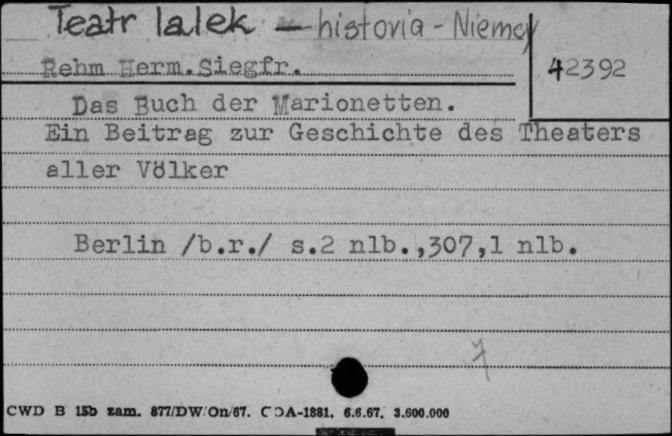 Teatr lalek — historia - Niemcy
Rehm Herm.Siegfr.
42392
Das Buch der Marionetten.
Ein Beitrag zur Geschichte des Theaters
aller Völker
Berlin /b.r./ s.2 nlb.,307,1 nlb.
CWD B 15b zam. 877/DW/On/67. CDA-1881. 6.6.67. 3.600.000